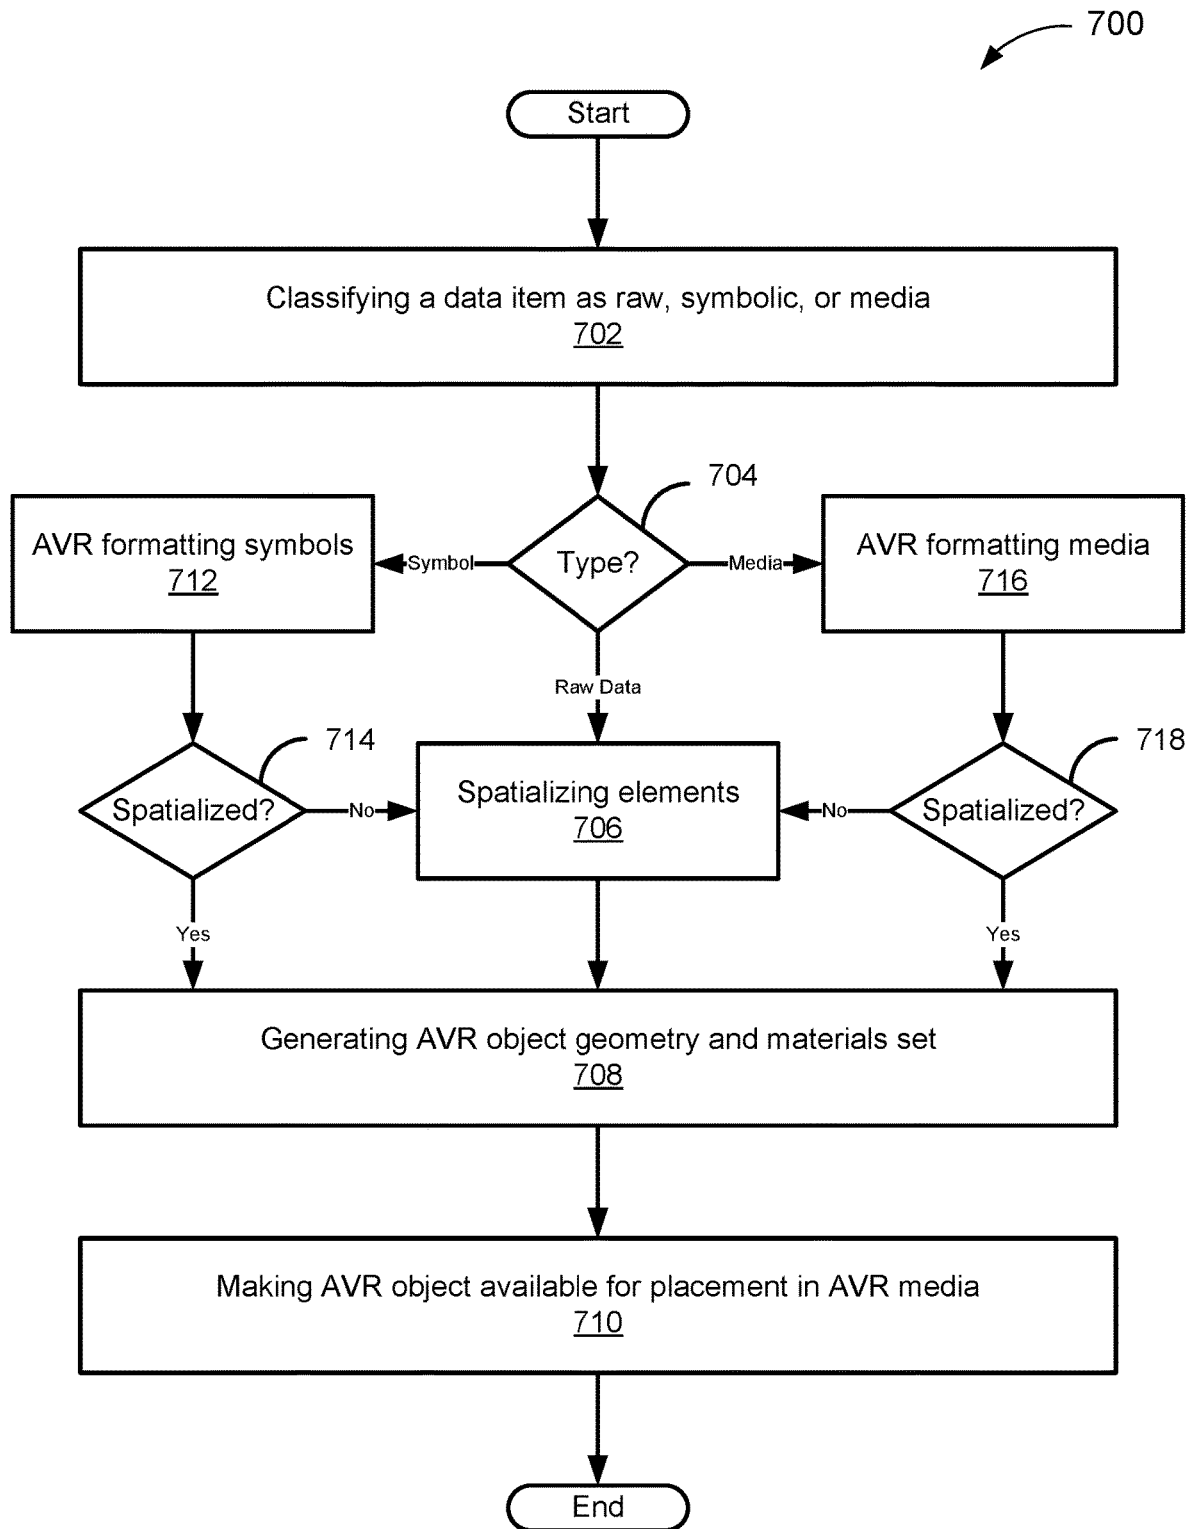 700
Start
Classifying a data item as raw, symbolic, or media
702
704
AVR formatting symbols
712
Symbol
Type?
Media
AVR formatting media
716
Raw Data
714
718
Spatialized?
No
Spatializing elements
706
No
Spatialized?
Yes
Yes
Generating AVR object geometry and materials set
708
Making AVR object available for placement in AVR media
710
End